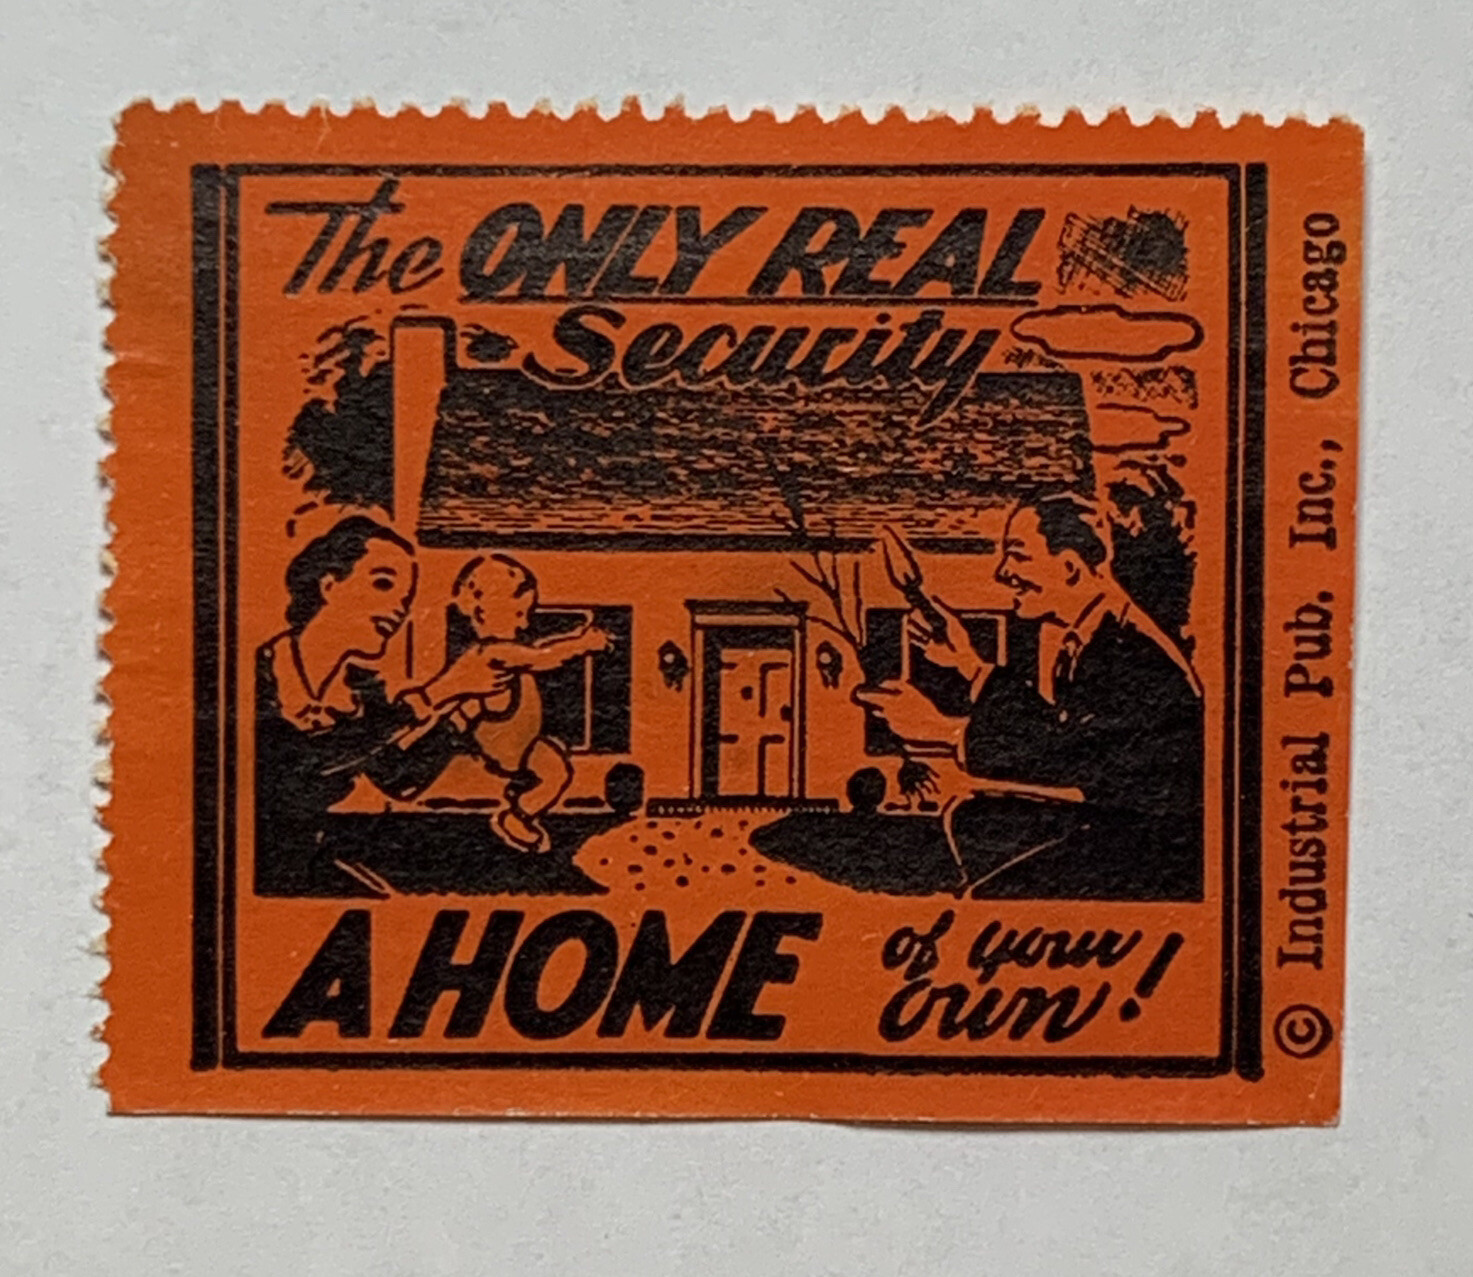 The ONLY REAL
Security
A HOME of your
own!
© Industrial Pub. Inc., Chicago